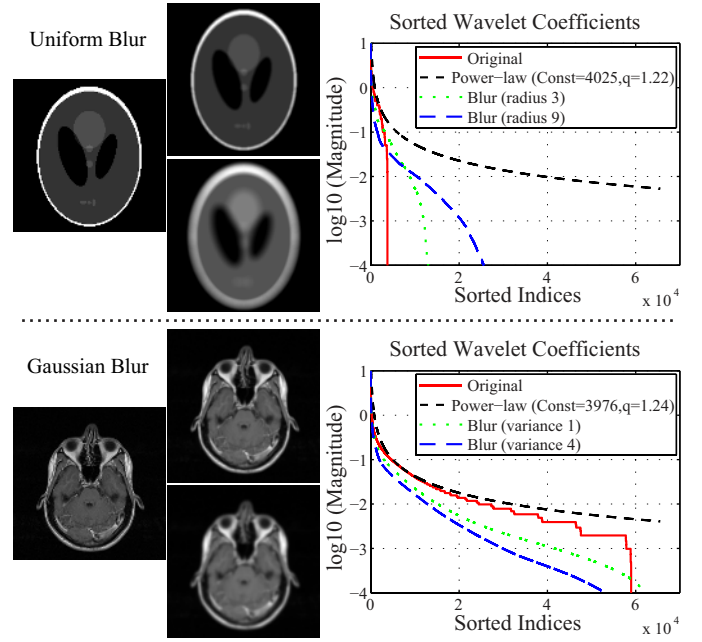 Uniform Blur
Sorted Wavelet Coefficients
log10 (Magnitude)
1
0
−1
−2
−3
−4
Original
Power−law (Const=4025,q=1.22)
Blur (radius 3)
Blur (radius 9)
0
2
4
6
x 10^4
Sorted Indices
Gaussian Blur
Sorted Wavelet Coefficients
log10 (Magnitude)
1
0
−1
−2
−3
−4
Original
Power−law (Const=3976,q=1.24)
Blur (variance 1)
Blur (variance 4)
0
2
4
6
x 10^4
Sorted Indices